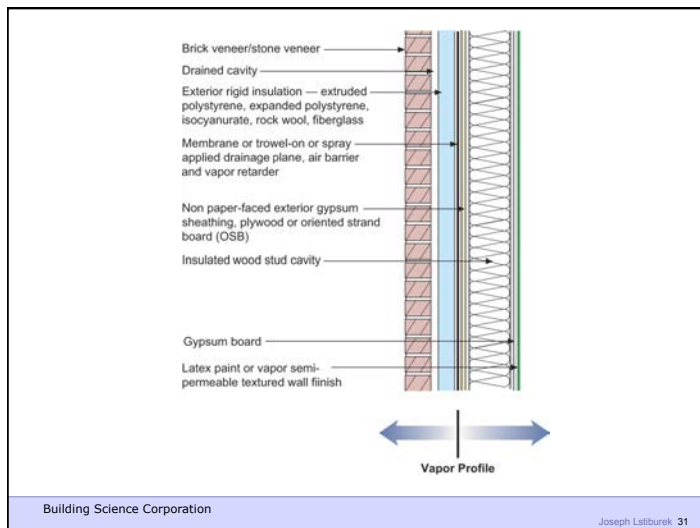 Brick veneer/stone veneer
Drained cavity
Exterior rigid insulation — extruded
polystyrene, expanded polystyrene,
isocyanurate, rock wool, fiberglass
Membrane or trowel-on or spray
applied drainage plane, air barrier
and vapor retarder
Non paper-faced exterior gypsum
sheathing, plywood or oriented strand
board (OSB)
Insulated wood stud cavity
Gypsum board
Latex paint or vapor semi-
permeable textured wall fiinish
Vapor Profile
Building Science Corporation
Joseph Lstiburek 31